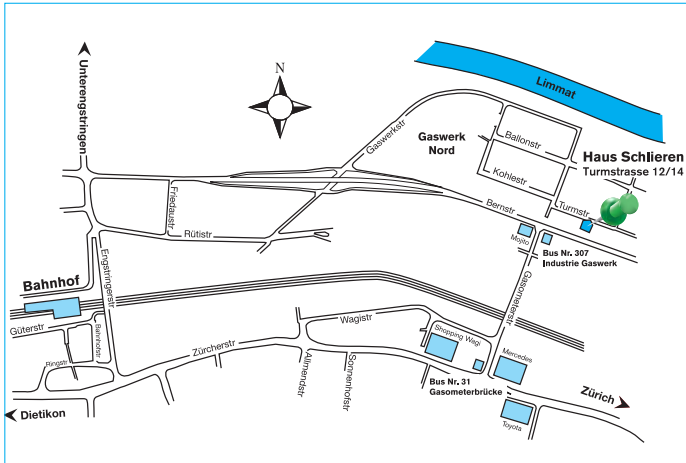 Limmat
N
Unterengstringen
Gaswerkstr
Gaswerk
Nord
Ballonstr
Kohlestr
Haus Schlieren
Turmstrasse 12/14
Turmstr
Friedaustr
Rütistr
Bernstr
Mojito
Bus Nr. 307
Industrie Gaswerk
Engstringerstr
Bahnhof
Gasometerstr
Güterstr
Bahnhofstr
Ringstr
Wagistr
Zürcherstr
Shopping Wagi
Mercedes
Allmendstr
Sonnenhofstr
Bus Nr. 31
Gasometerbrücke
Zürich
Dietikon
Toyota